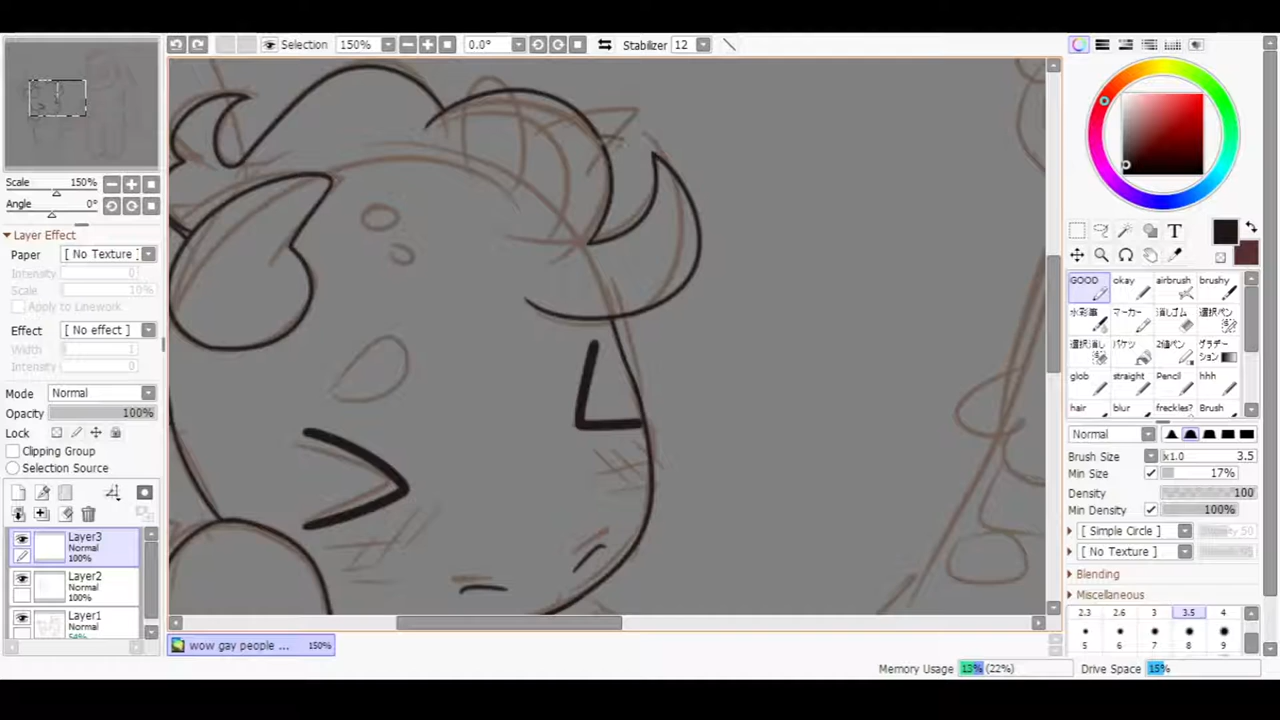 Selection 150% 0.0° Stabilizer 12
Scale 150%
Angle 0°
Layer Effect
Paper [ No Texture ]
Intensity 0
Scale 10%
Apply to Linework
Effect [ No effect ]
Width 1
Intensity 0
Mode Normal
Opacity 100%
Lock
Clipping Group
Selection Source
Layer3
Normal
100%
Layer2
Normal
100%
Layer1
Normal
54%
wow gay people ... 150%
T
GOOD okay airbrush brushy
水彩筆 マーカー 消しゴム 選択ペン
選択消し バケツ 2値ペン グラデーション
glob straight Pencil hhh
hair blur freckles? Brush
Normal
Brush Size x1.0 3.5
Min Size 17%
Density 100
Min Density 100%
[ Simple Circle ] 50
[ No Texture ]
Blending
Miscellaneous
2.3 2.6 3 3.5 4
5 6 7 8 9
Memory Usage 13% (22%) Drive Space 15%